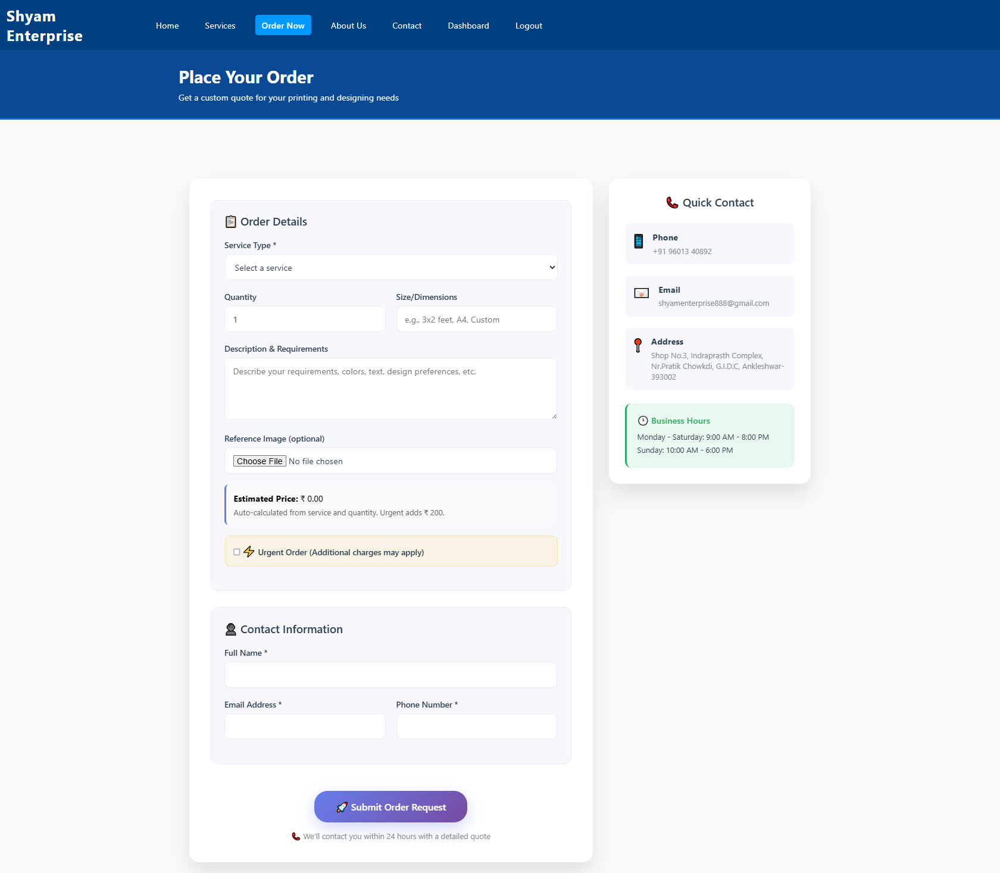 Shyam
Enterprise
Home
Services
Order Now
About Us
Contact
Dashboard
Logout
Place Your Order
Get a custom quote for your printing and designing needs
Order Details
Service Type *
Select a service
Quantity
Size/Dimensions
1
e.g., 3x2 feet, A4, Custom
Description & Requirements
Describe your requirements, colors, text, design preferences, etc.
Reference Image (optional)
Choose File No file chosen
Estimated Price: ₹ 0.00
Auto-calculated from service and quantity. Urgent adds ₹ 200.
Urgent Order (Additional charges may apply)
Contact Information
Full Name *
Email Address *
Phone Number *
Submit Order Request
We'll contact you within 24 hours with a detailed quote
Quick Contact
Phone
+91 96013 40892
Email
shyamenterprise888@gmail.com
Address
Shop No.3, Indraprasth Complex,
Nr.Pratik Chowkdi, G.I.D.C, Ankleshwar-
393002
Business Hours
Monday - Saturday: 9:00 AM - 8:00 PM
Sunday: 10:00 AM - 6:00 PM